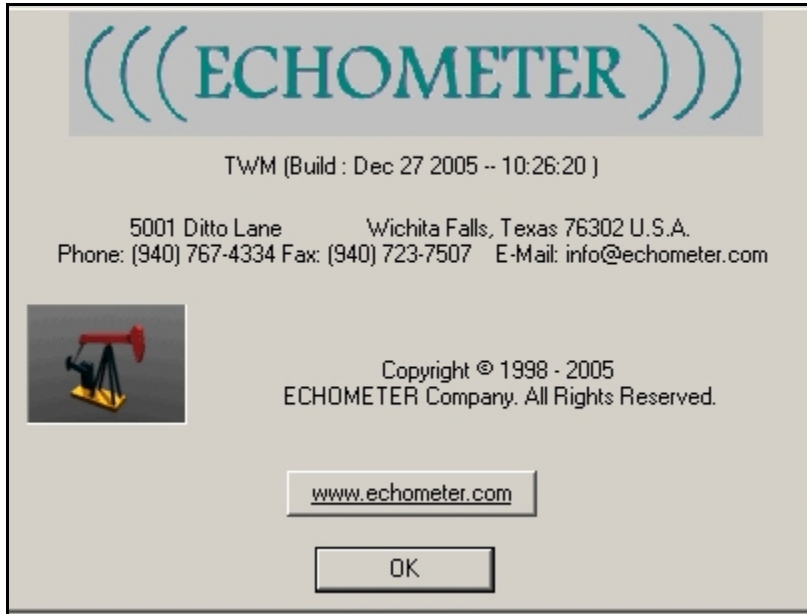 (((ECHOMETER)))
TWM (Build : Dec 27 2005 -- 10:26:20 )
5001 Ditto Lane Wichita Falls, Texas 76302 U.S.A.
Phone: (940) 767-4334 Fax: (940) 723-7507 E-Mail: info@echometer.com
Copyright © 1998 - 2005
ECHOMETER Company. All Rights Reserved.
www.echometer.com
OK